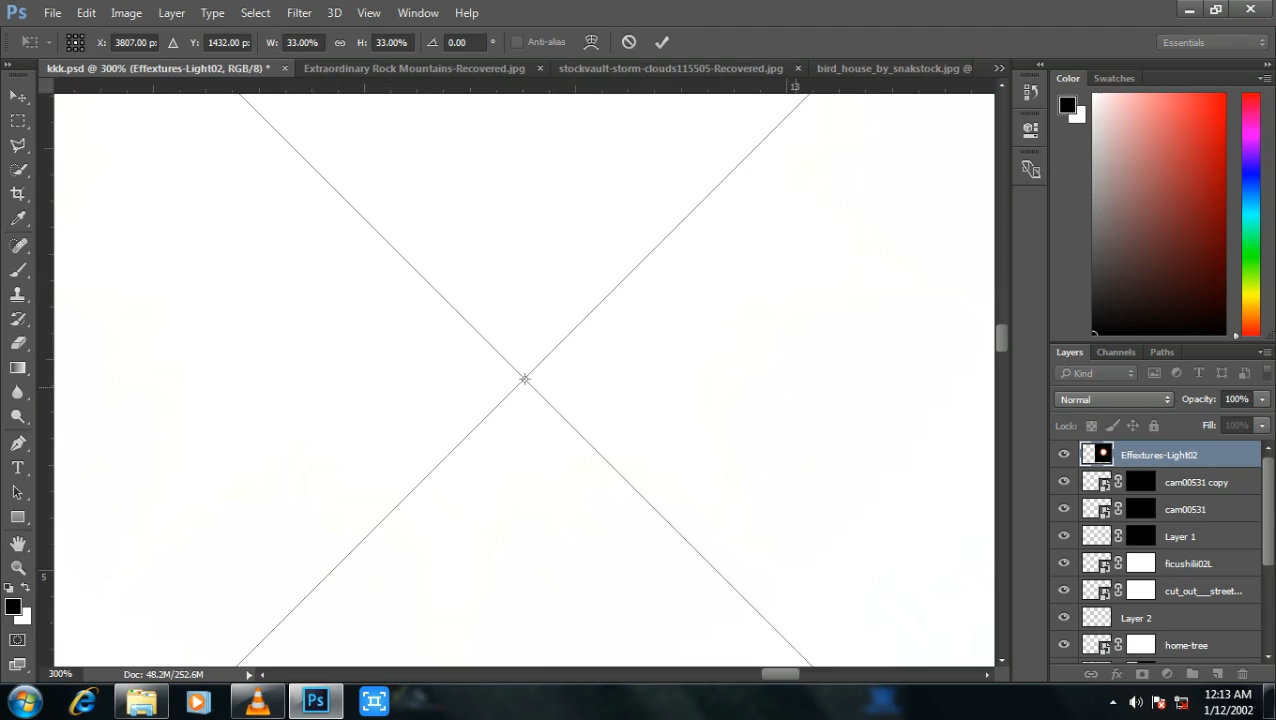 Ps File Edit Image Layer Type Select Filter 3D View Window Help
X: 3807.00 p: Y: 1432.00 p: W: 33.00% H: 33.00% 0.00 ° Anti-alias Essentials
kkk.psd @ 300% (Effextures-Light02, RGB/8) * × Extraordinary Rock Mountains-Recovered.jpg × stockvault-storm-clouds115505-Recovered.jpg × bird_house_by_snakstock.jpg @ >>
Color Swatches
13
5
Layers Channels Paths
Kind
Normal Opacity: 100%
Lock: Fill: 100%
Effextures-Light02
cam00531 copy
cam00531
Layer 1
ficushili02L
cut_out___street...
Layer 2
home-tree
300% Doc: 48.2M/252.6M
Ps
12:13 AM
1/12/2002